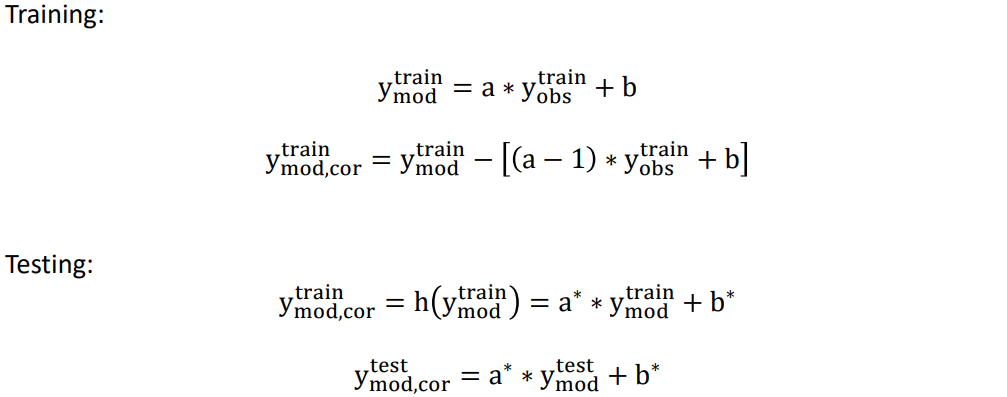 Training:
y_mod^train = a * y_obs^train + b
y_mod,cor^train = y_mod^train − [(a − 1) * y_obs^train + b]
Testing:
y_mod,cor^train = h(y_mod^train) = a^* * y_mod^train + b^*
y_mod,cor^test = a^* * y_mod^test + b^*